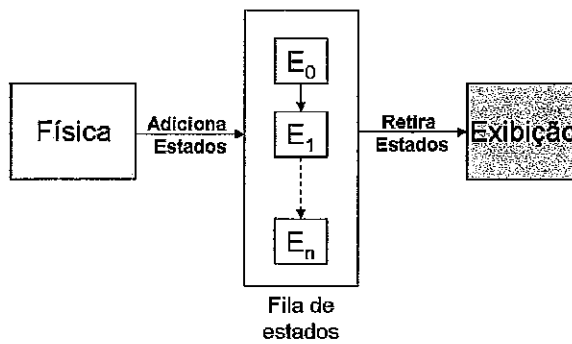 Física
Adiciona
Estados
E0
E1
En
Retira
Estados
Exibição
Fila de
estados